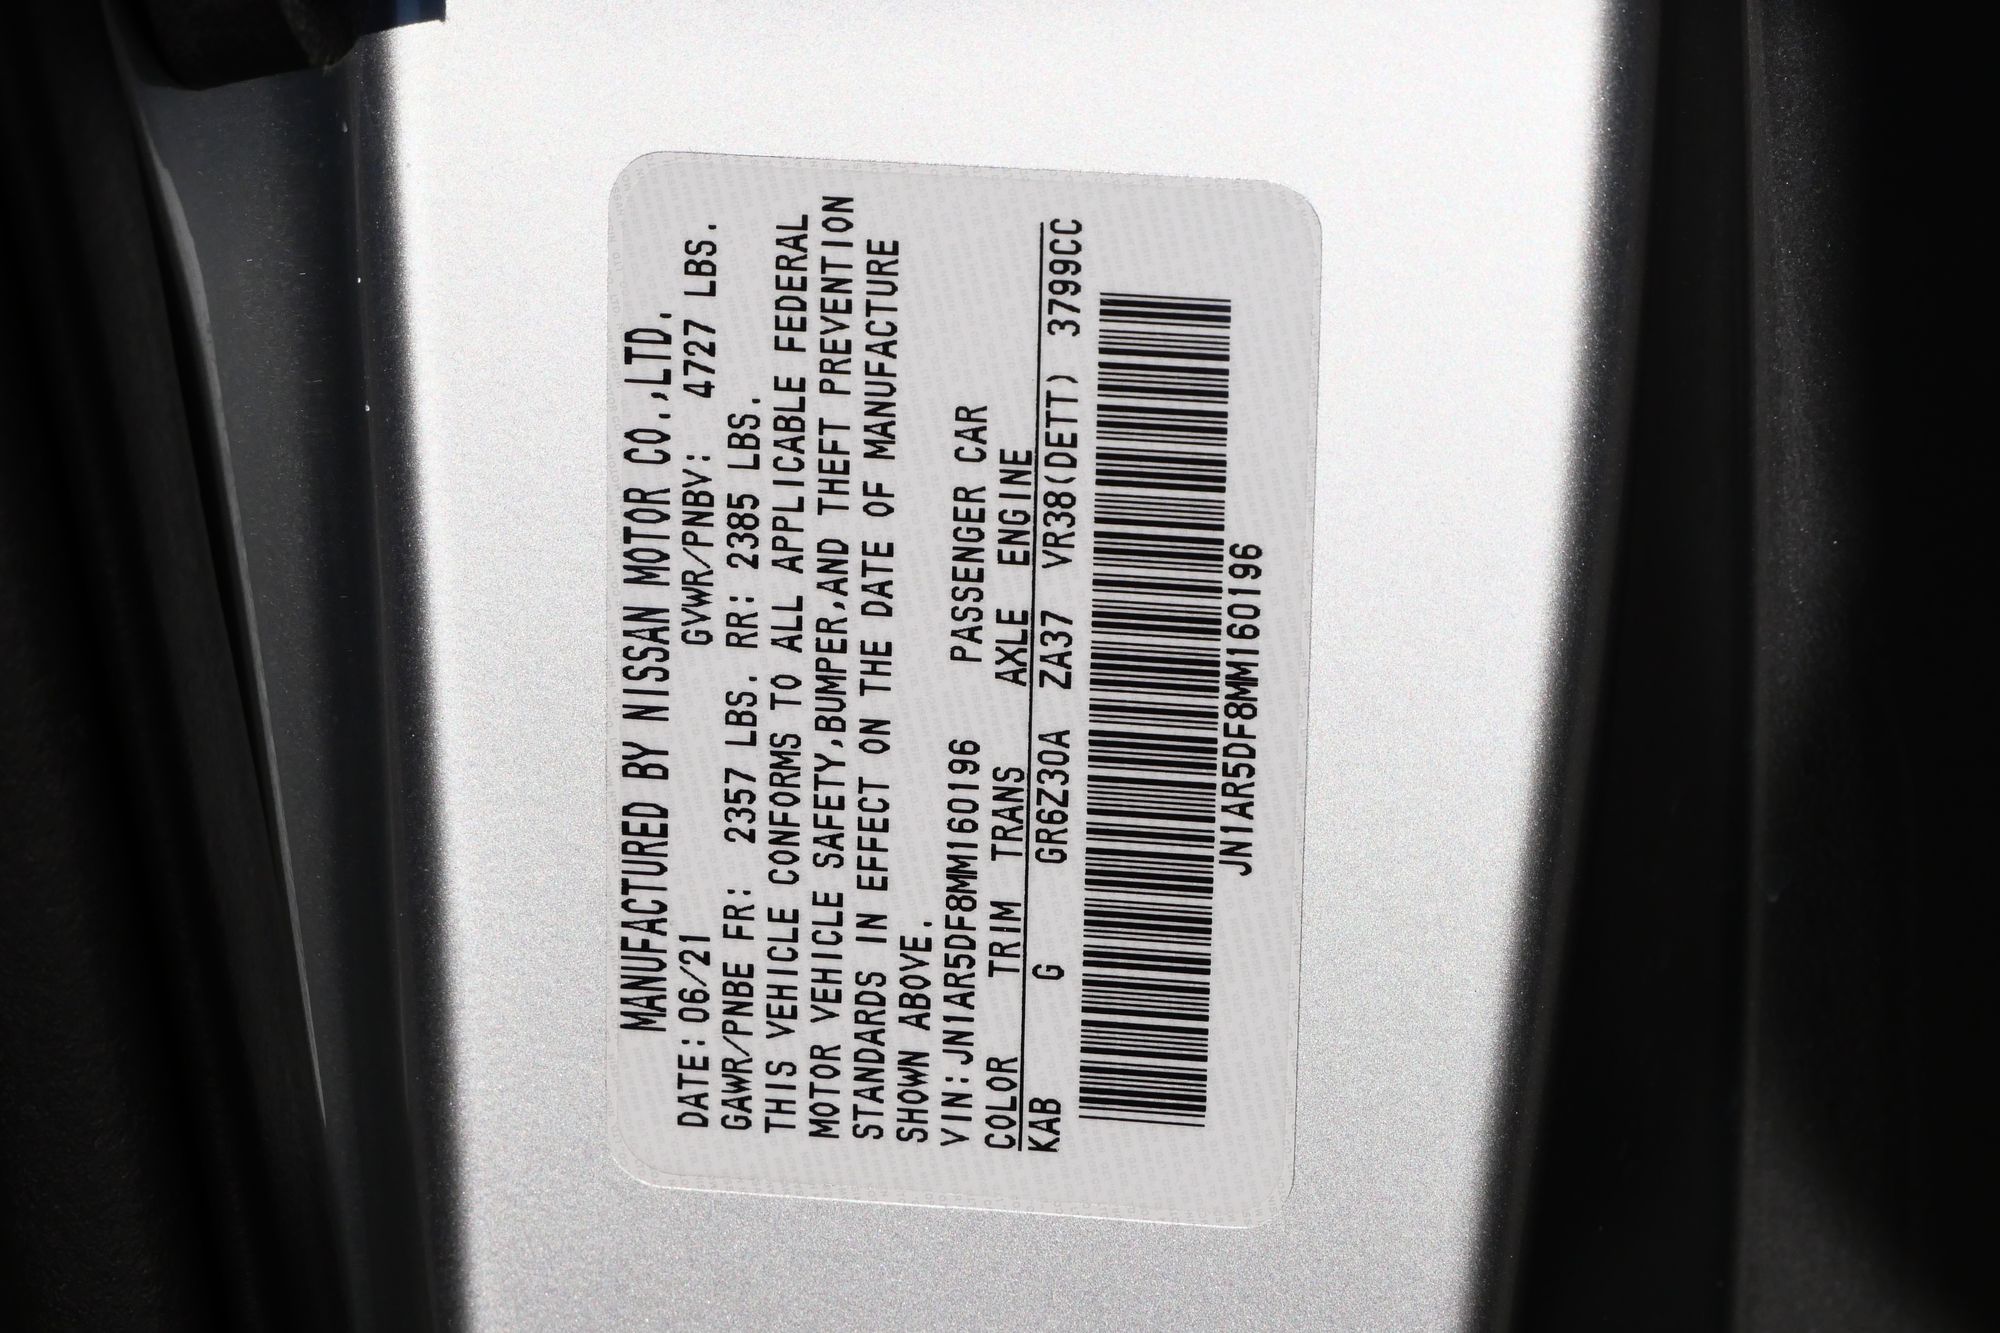 MANUFACTURED BY NISSAN MOTOR CO.,LTD.
DATE: 06/21 GVWR/PNBV: 4727 LBS.
GAWR/PNBE FR: 2357 LBS. RR: 2385 LBS.
THIS VEHICLE CONFORMS TO ALL APPLICABLE FEDERAL
MOTOR VEHICLE SAFETY,BUMPER,AND THEFT PREVENTION
STANDARDS IN EFFECT ON THE DATE OF MANUFACTURE
SHOWN ABOVE.
VIN: JN1AR5DF8MM160196 PASSENGER CAR
COLOR TRIM TRANS AXLE ENGINE
KAB G GR6Z30A ZA37 VR38(DETT) 3799CC
JN1AR5DF8MM160196